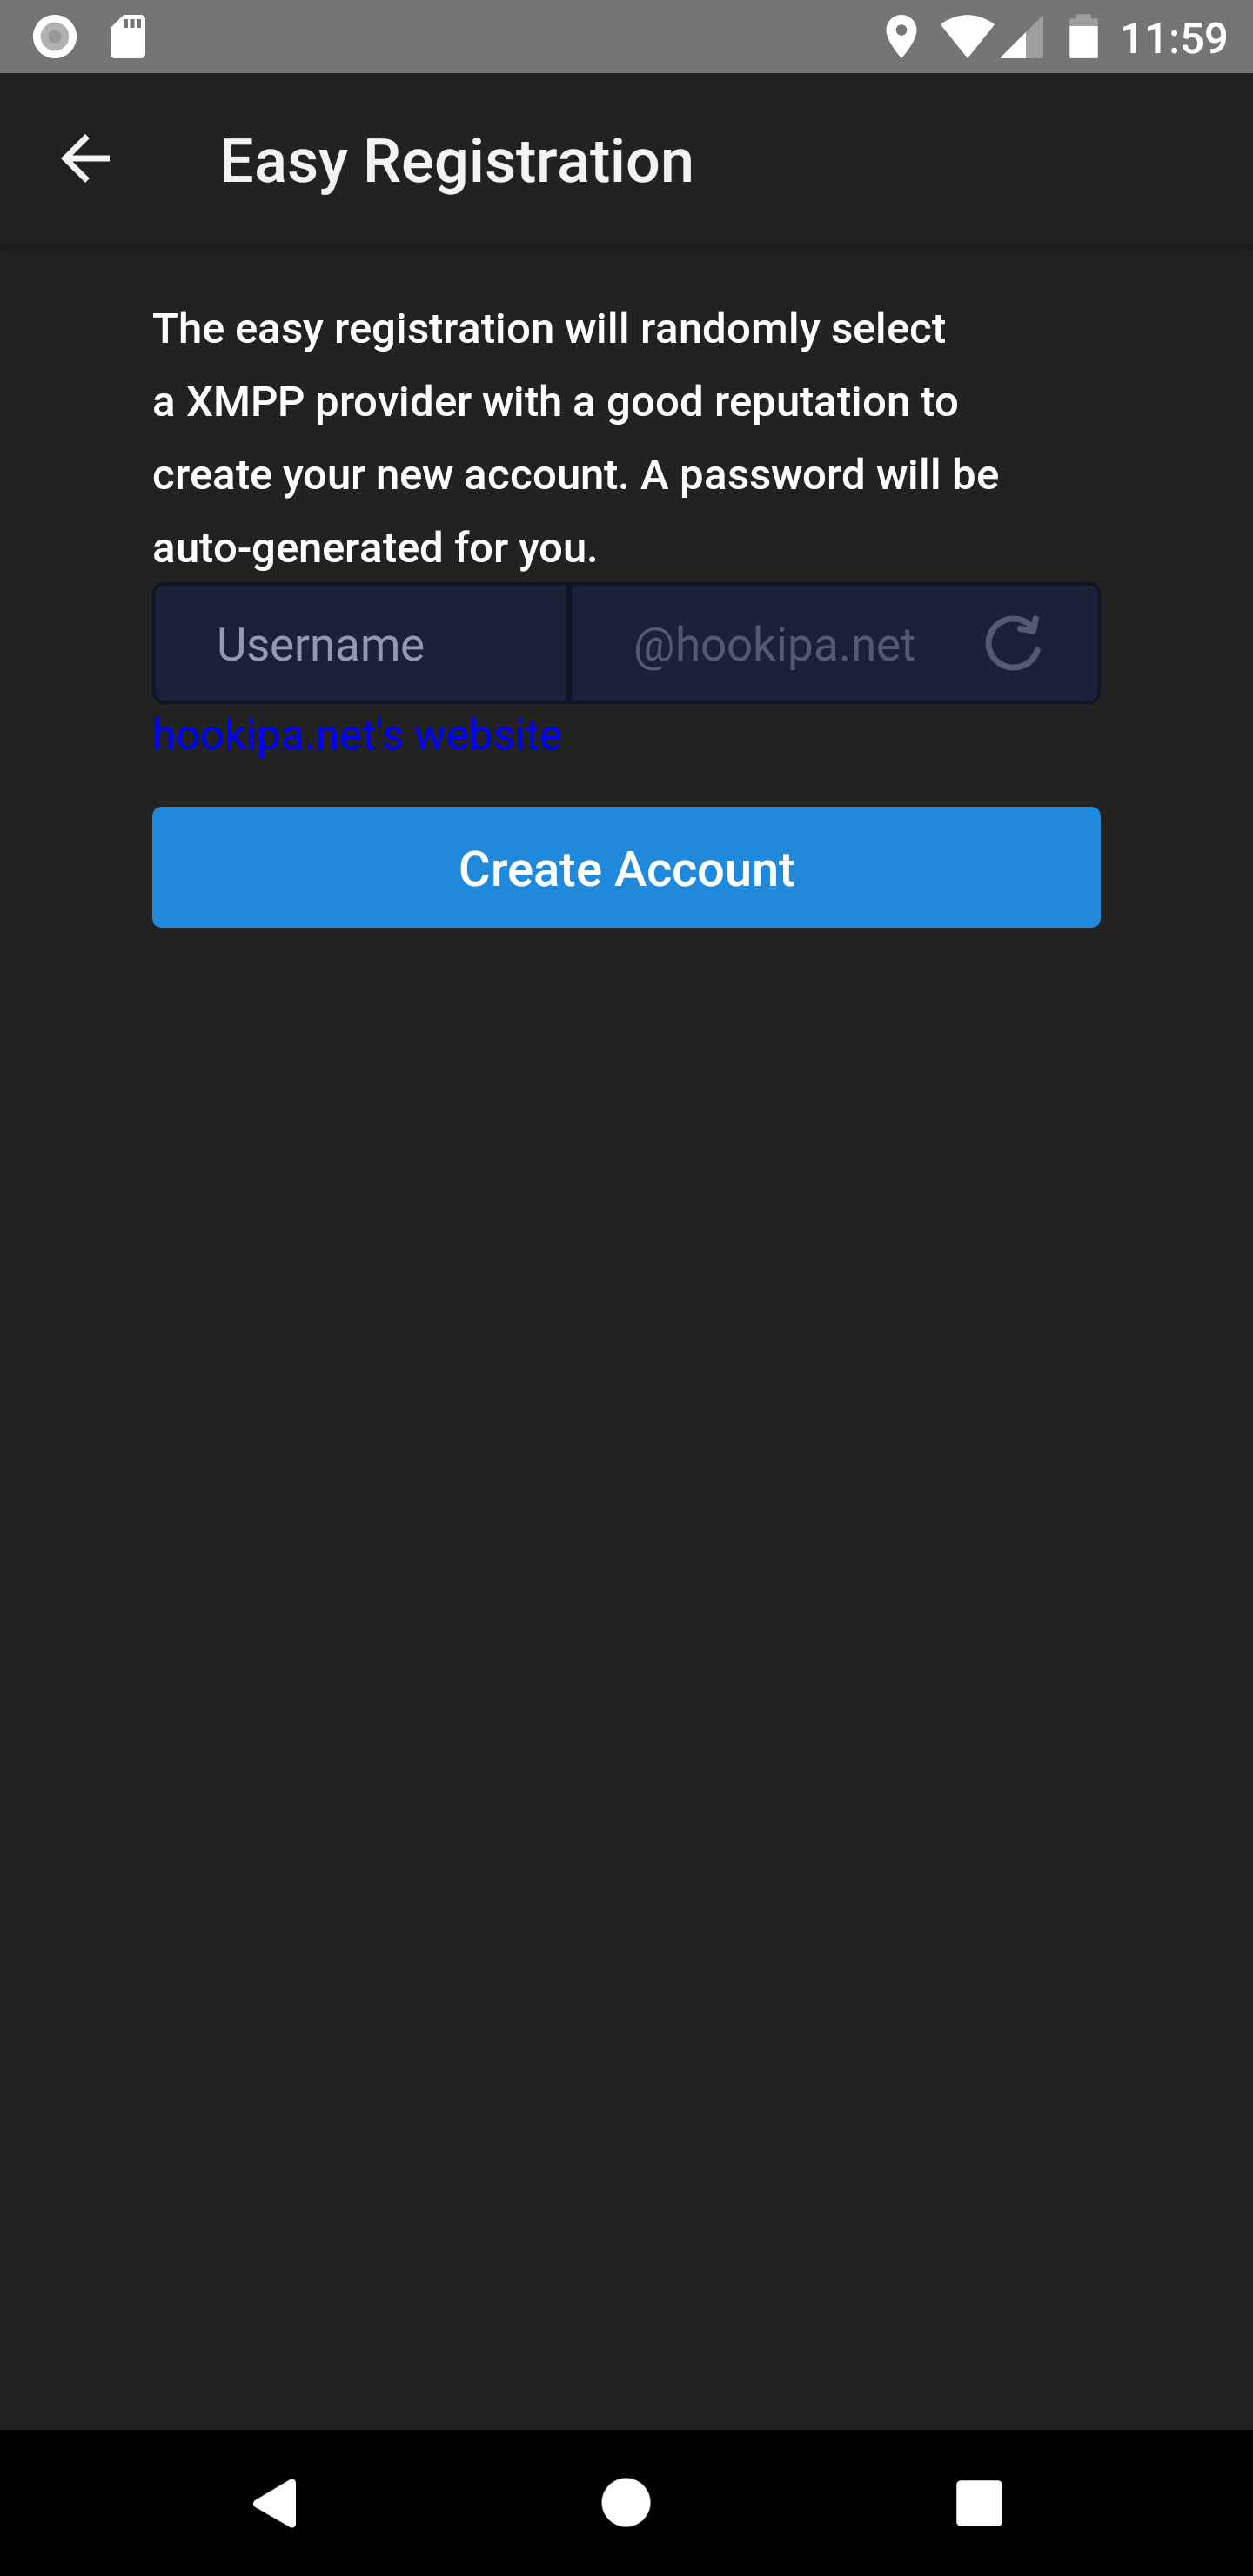 11:59
Easy Registration
The easy registration will randomly select
a XMPP provider with a good reputation to
create your new account. A password will be
auto-generated for you.
Username @hookipa.net
hookipa.net's website
Create Account